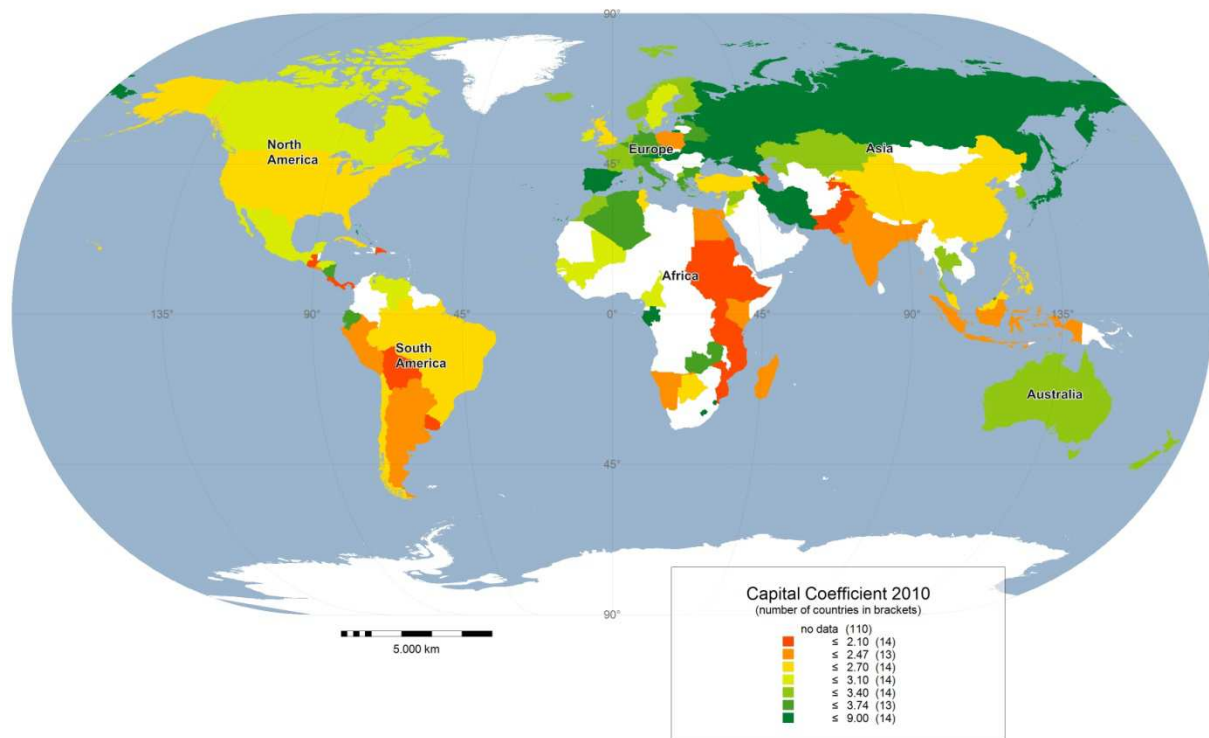 90°
North
America
Europe
Asia
45°
Africa
135°
90°
0°
45°
90°
135°
South
America
Australia
45°
45°
90°
5.000 km
Capital Coefficient 2010
(number of countries in brackets)
no data (110)
≤ 2.10 (14)
≤ 2.47 (13)
≤ 2.70 (14)
≤ 3.10 (14)
≤ 3.40 (14)
≤ 3.74 (13)
≤ 9.00 (14)